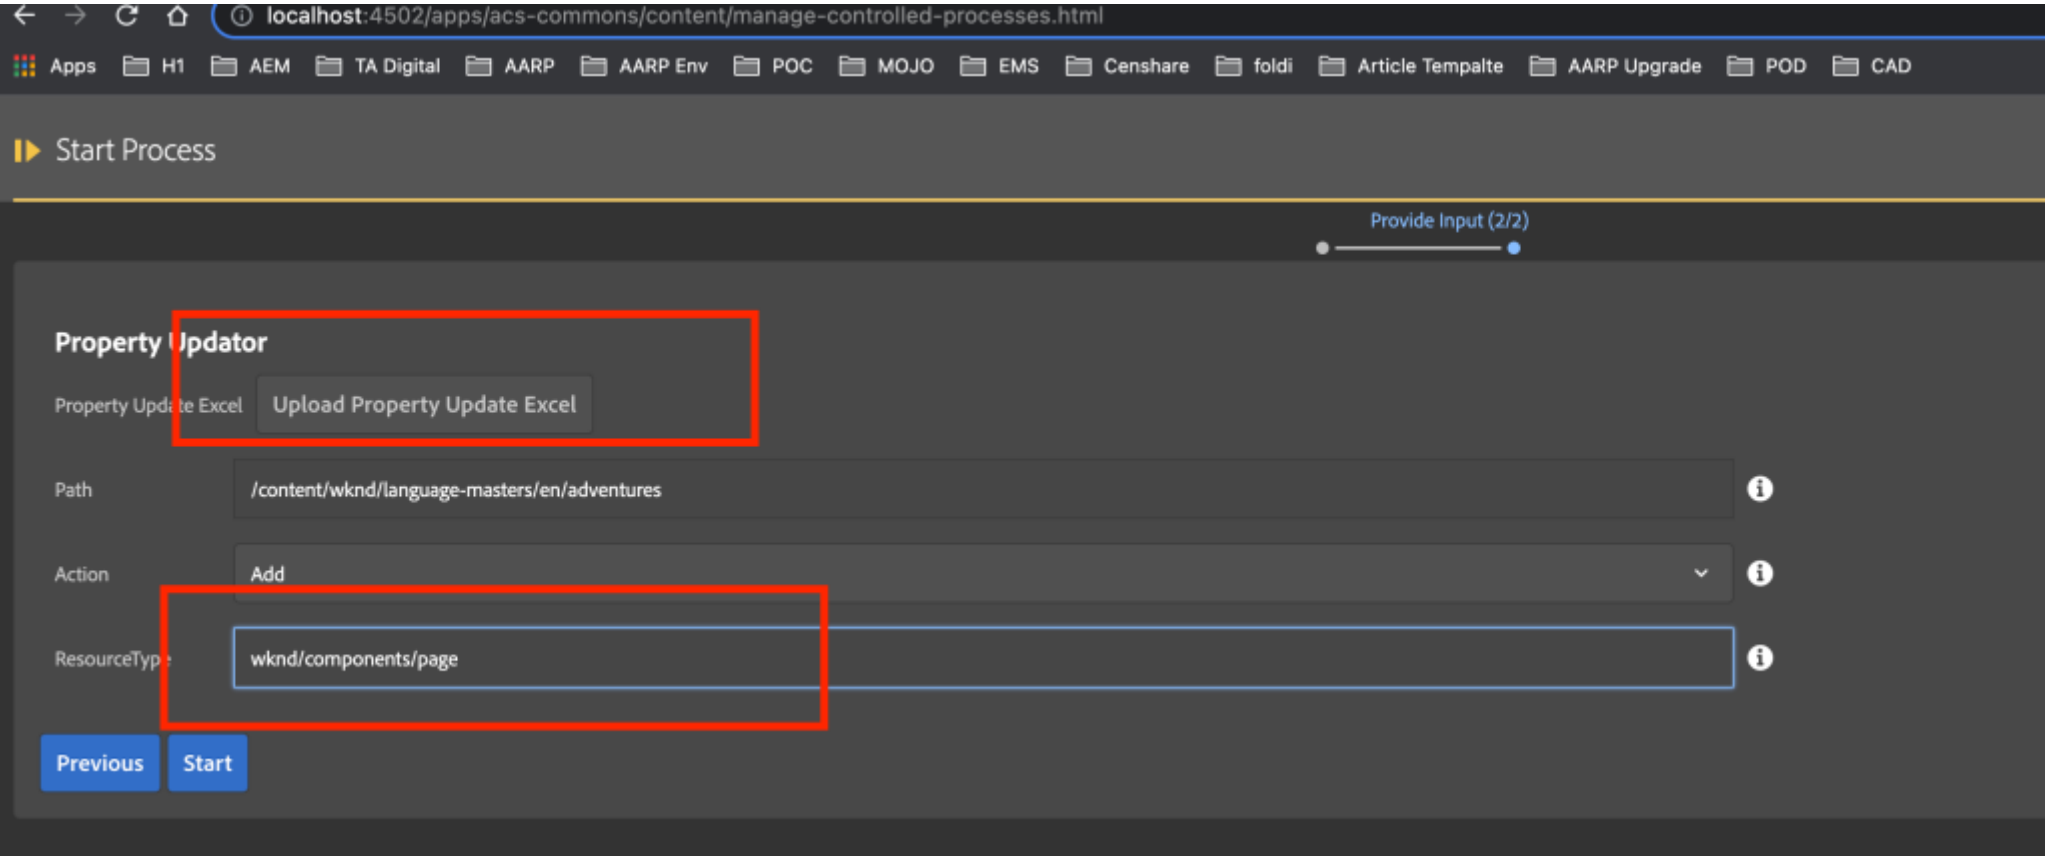 localhost:4502/apps/acs-commons/content/manage-controlled-processes.html
Apps H1 AEM TA Digital AARP AARP Env POC MOJO EMS Censhare foldi Article Tempalte AARP Upgrade POD CAD
Start Process
Provide Input (2/2)
Property Updator
Property Update Excel Upload Property Update Excel
Path /content/wknd/language-masters/en/adventures
Action Add
ResourceType wknd/components/page
Previous Start